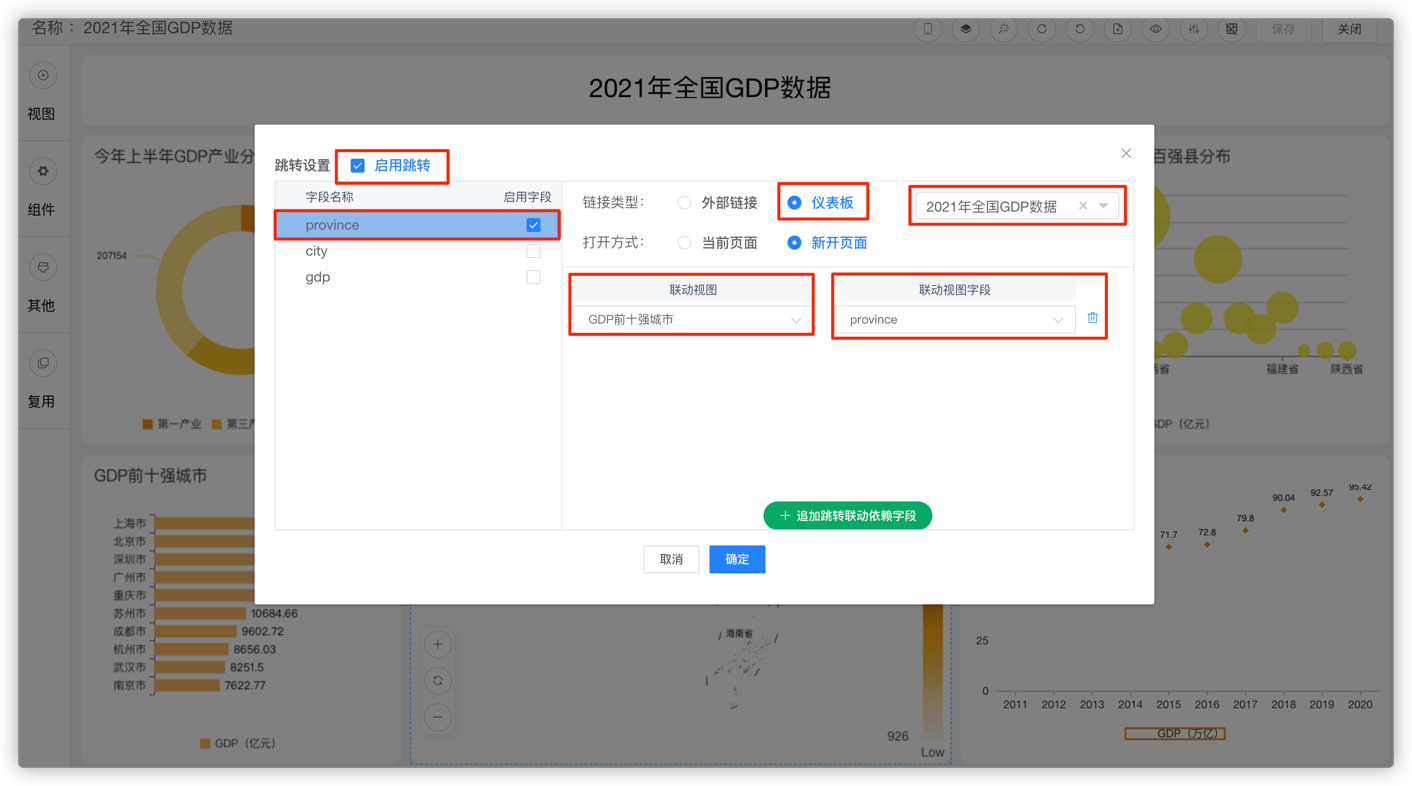 名称： 2021年全国GDP数据
保存
关闭
视图
组件
其他
复用
2021年全国GDP数据
今年上半年GDP产业分
207154
第一产业
百强县分布
福建省
陕西省
GDP前十强城市
上海市
北京市
深圳市
广州市
重庆市
苏州市 10684.66
成都市 9602.72
杭州市 8656.03
武汉市 8251.5
南京市 7622.77
GDP（亿元）
海南省
926
Low
71.7
72.8
79.8
90.04
92.57
95.42
25
0
2011 2012 2013 2014 2015 2016 2017 2018 2019 2020
GDP（万亿）
跳转设置 启用跳转
字段名称 启用字段
province
city
gdp
链接类型： 外部链接 仪表板 2021年全国GDP数据
打开方式： 当前页面 新开页面
联动视图 联动视图字段
GDP前十强城市 province
追加跳转联动依赖字段
取消 确定